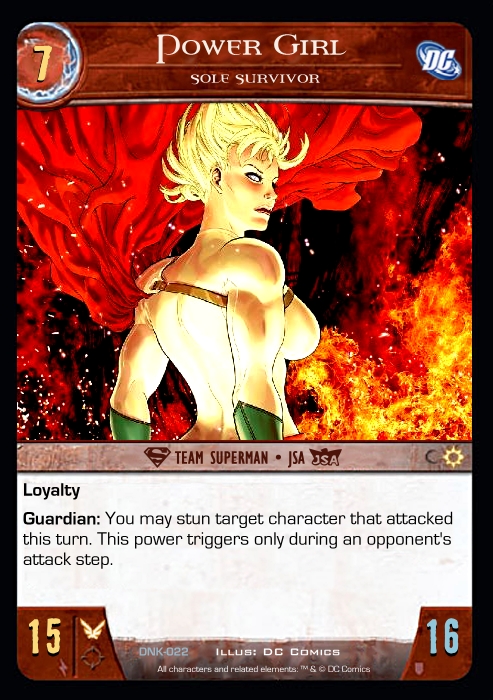 7
Power Girl
DC
Sole Survivor
TEAM SUPERMAN • JSA JSA
C
Loyalty
Guardian: You may stun target character that attacked
this turn. This power triggers only during an opponent's
attack step.
15
16
DNK-022 Illus: DC Comics
All characters and related elements: ™ & © DC Comics